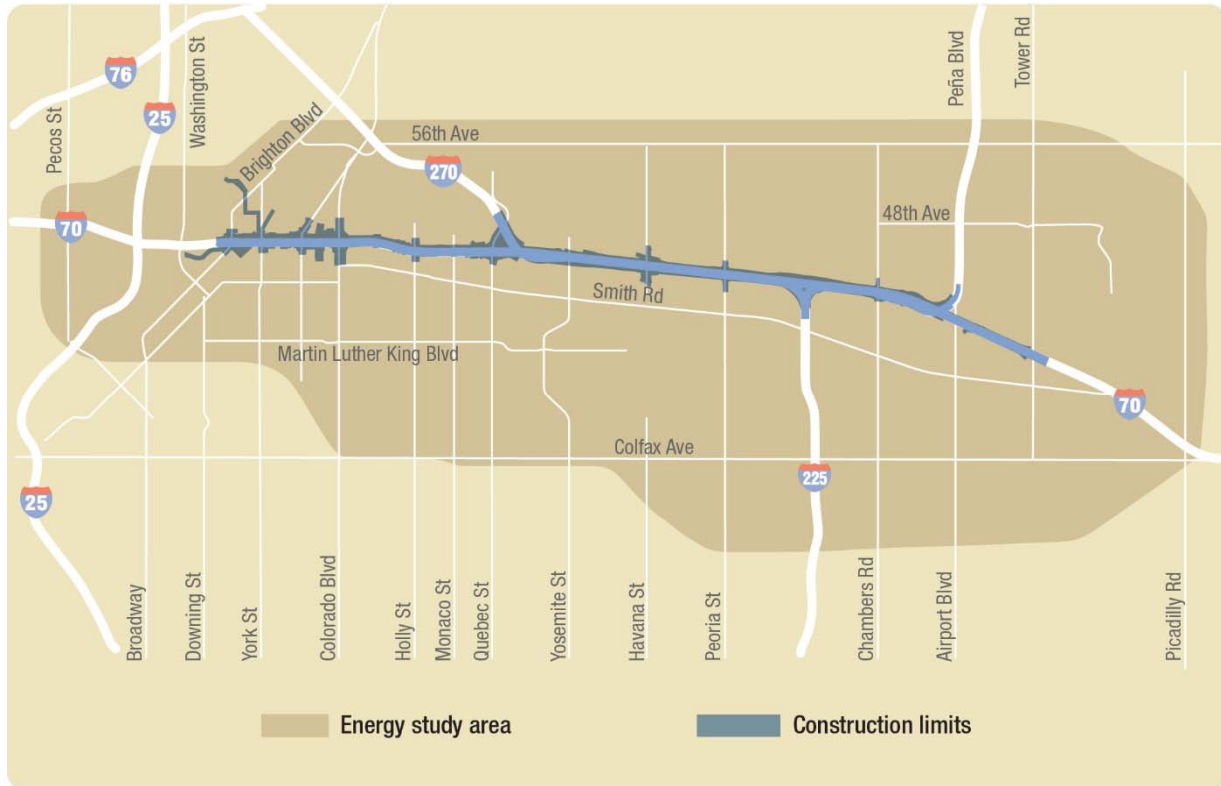 76
Pecos St
25
Washington St
Brighton Blvd
270
56th Ave
Peña Blvd
Tower Rd
70
48th Ave
Smith Rd
Martin Luther King Blvd
70
Colfax Ave
225
25
Broadway
Downing St
York St
Colorado Blvd
Holly St
Monaco St
Quebec St
Yosemite St
Havana St
Peoria St
Chambers Rd
Airport Blvd
Picadilly Rd
Energy study area
Construction limits